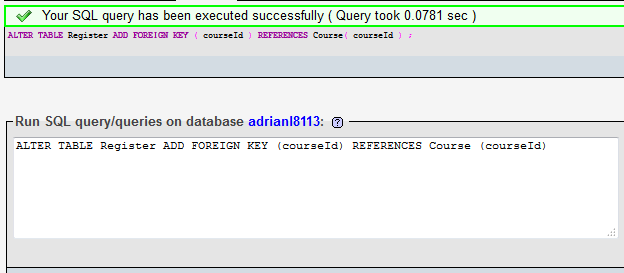 Your SQL query has been executed successfully ( Query took 0.0781 sec )
ALTER TABLE Register ADD FOREIGN KEY ( courseId ) REFERENCES Course( courseId ) ;
Run SQL query/queries on database adrianl8113:
ALTER TABLE Register ADD FOREIGN KEY (courseId) REFERENCES Course (courseId)